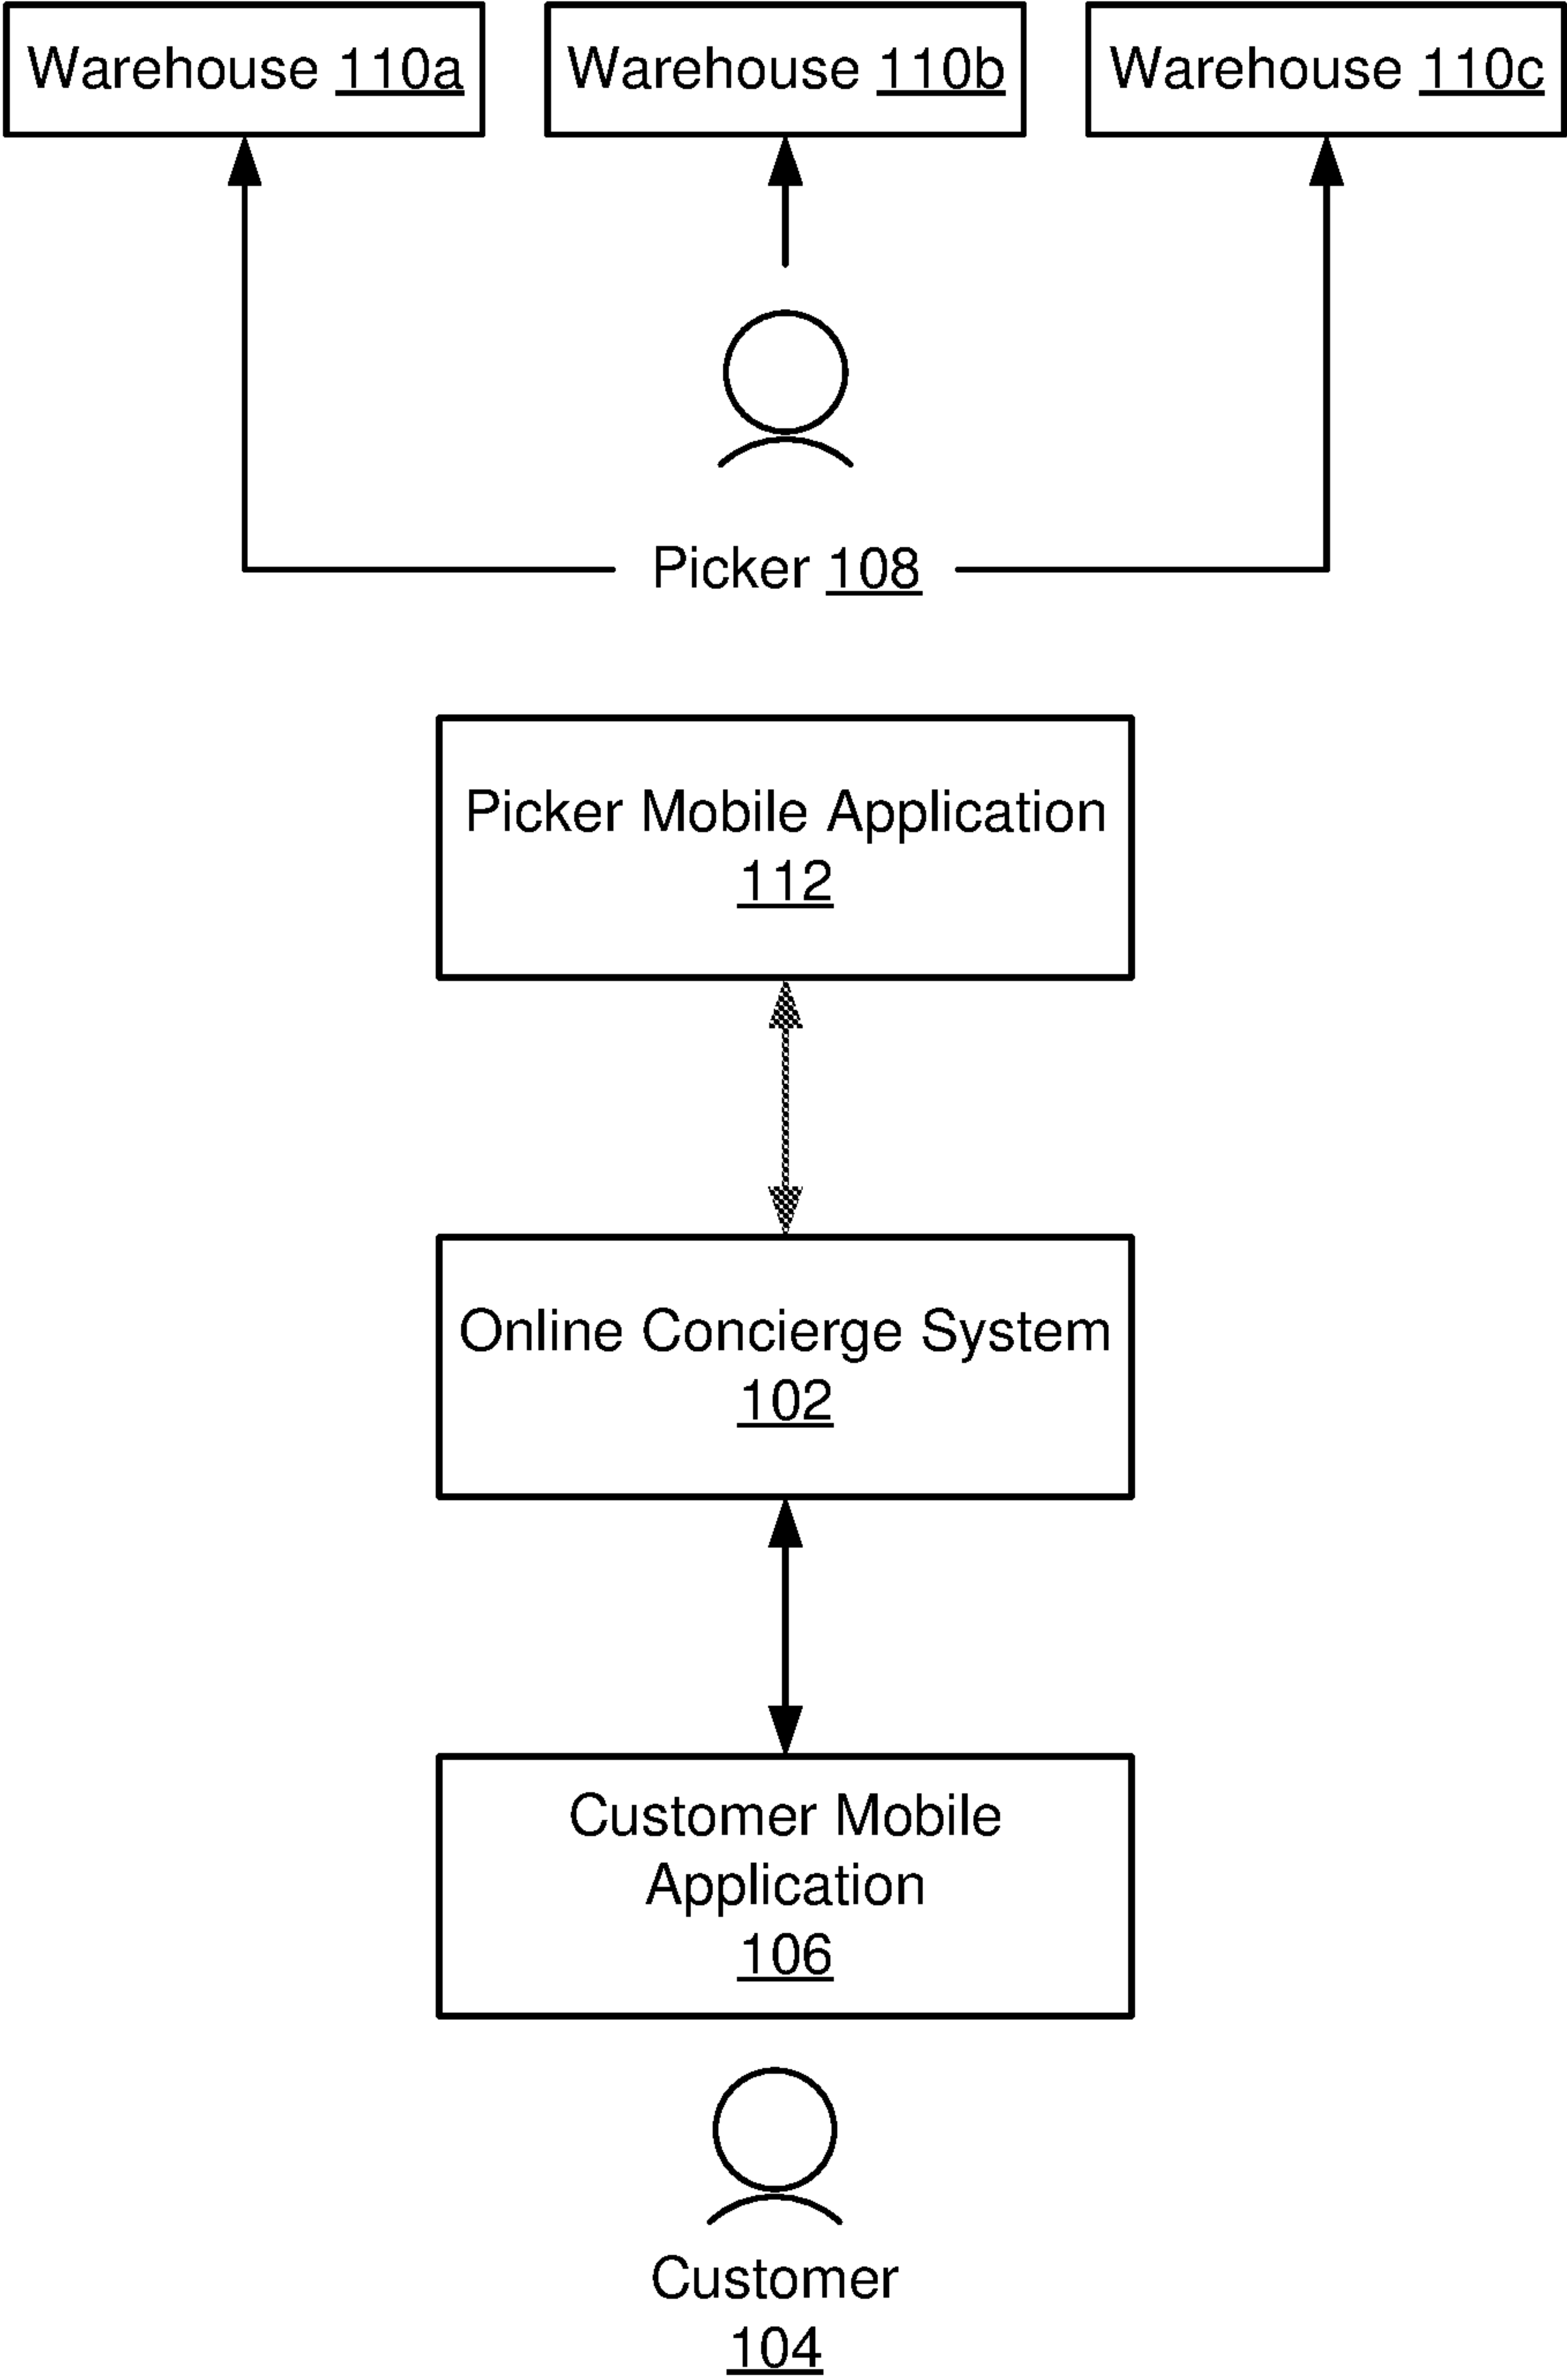 Warehouse 110a
Warehouse 110b
Warehouse 110c
Picker 108
Picker Mobile Application
112
Online Concierge System
102
Customer Mobile
Application
106
Customer
104